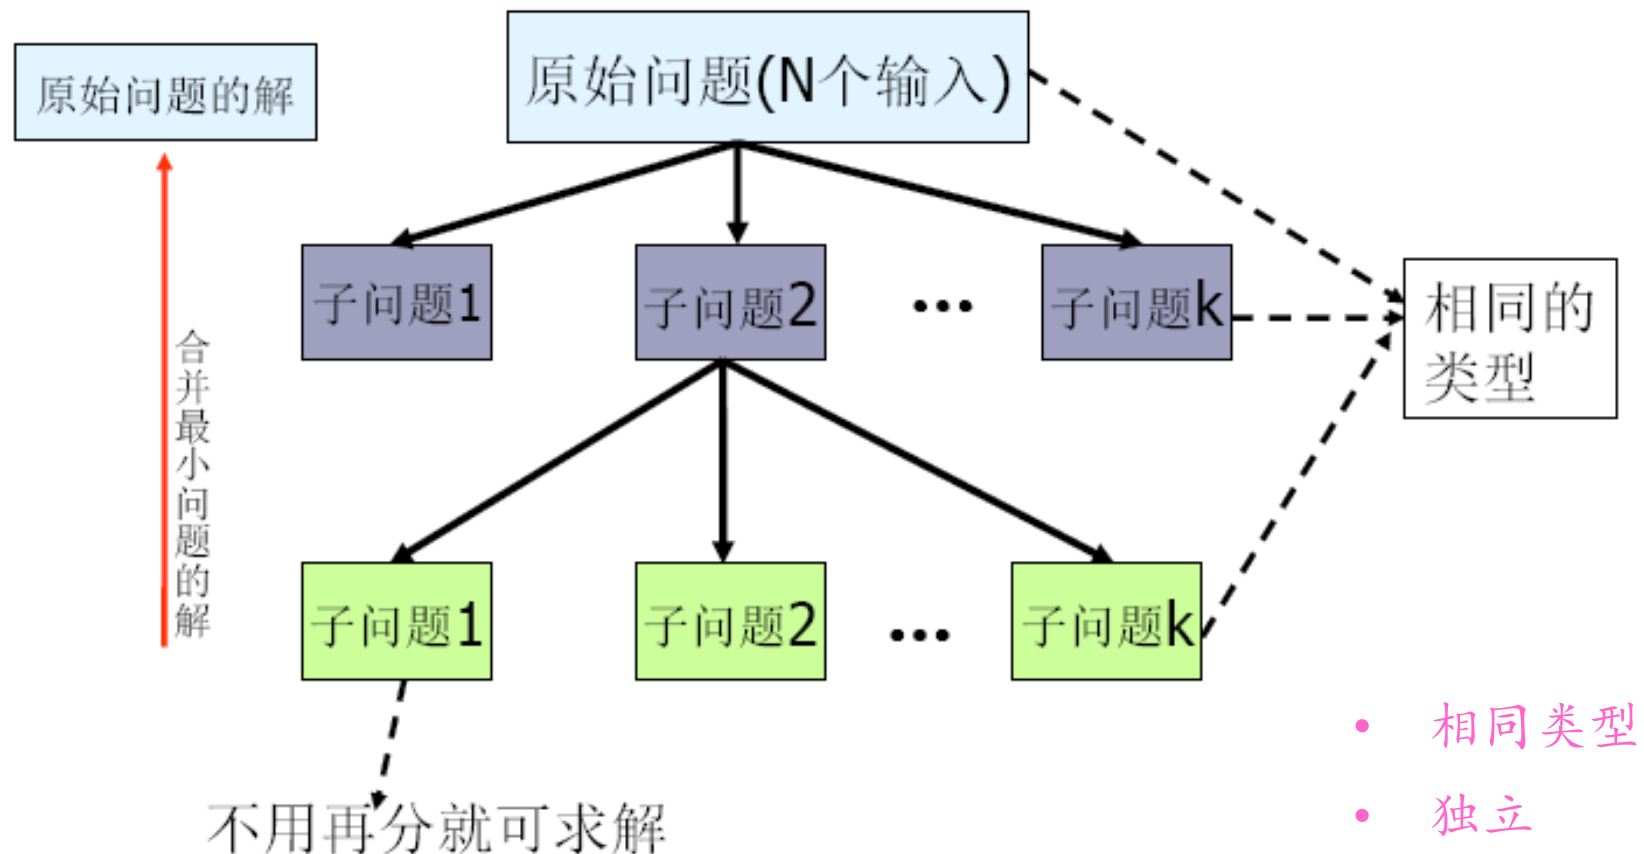 原始问题的解
原始问题(N个输入)
子问题1
子问题2
...
子问题k
相同的
类型
合并最小问题的解
子问题1
子问题2
...
子问题k
不用再分就可求解
• 相同类型
• 独立